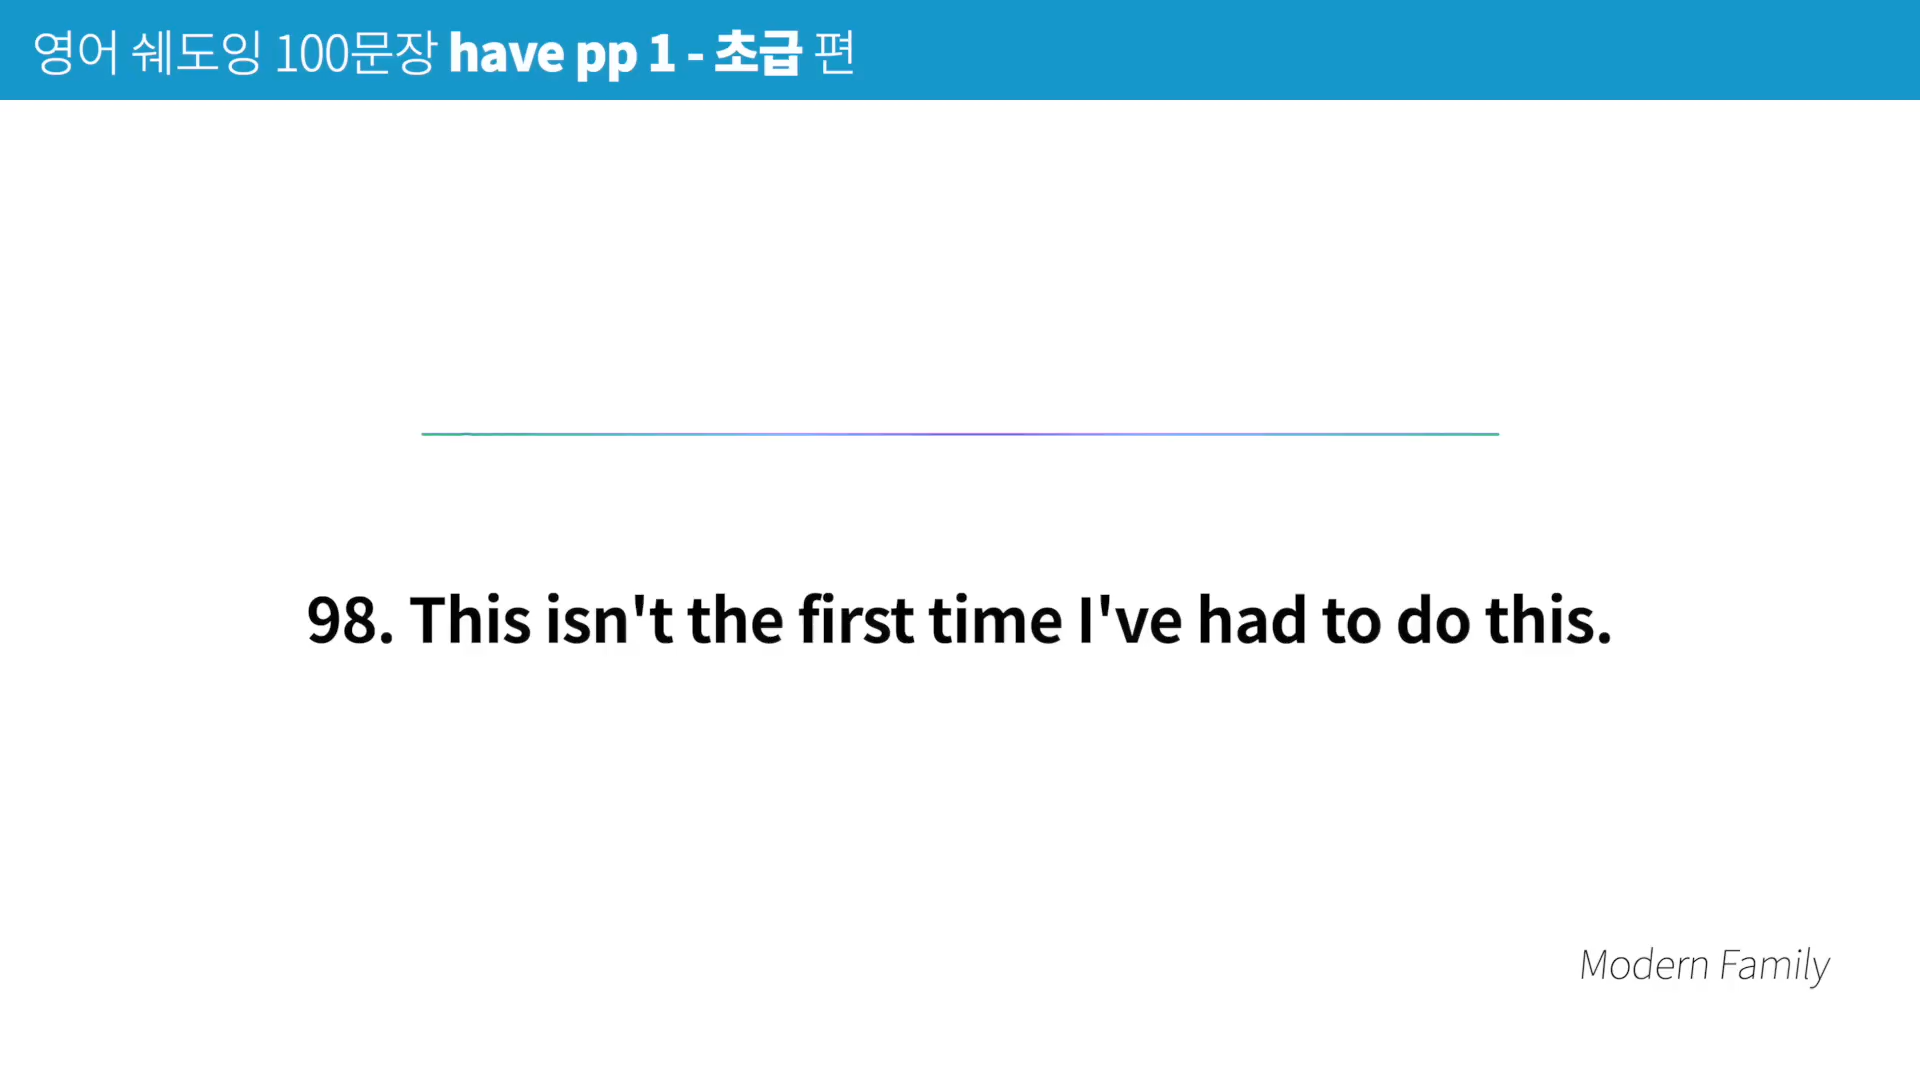 영어 쉐도잉 100문장 have pp 1 - 초급 편
98. This isn't the first time I've had to do this.
Modern Family